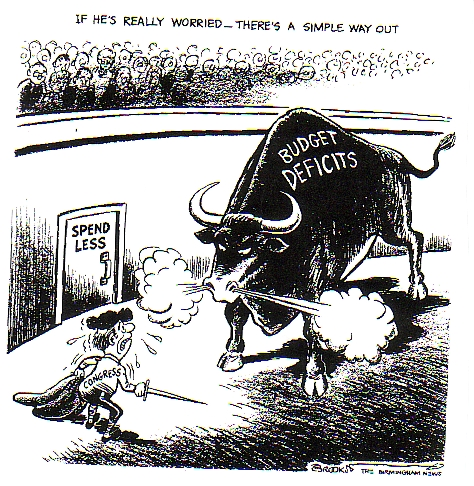 IF HE'S REALLY WORRIED — THERE'S A SIMPLE WAY OUT
BUDGET
DEFICITS
SPEND
LESS
CONGRESS
BROOKS
THE BIRMINGHAM NEWS